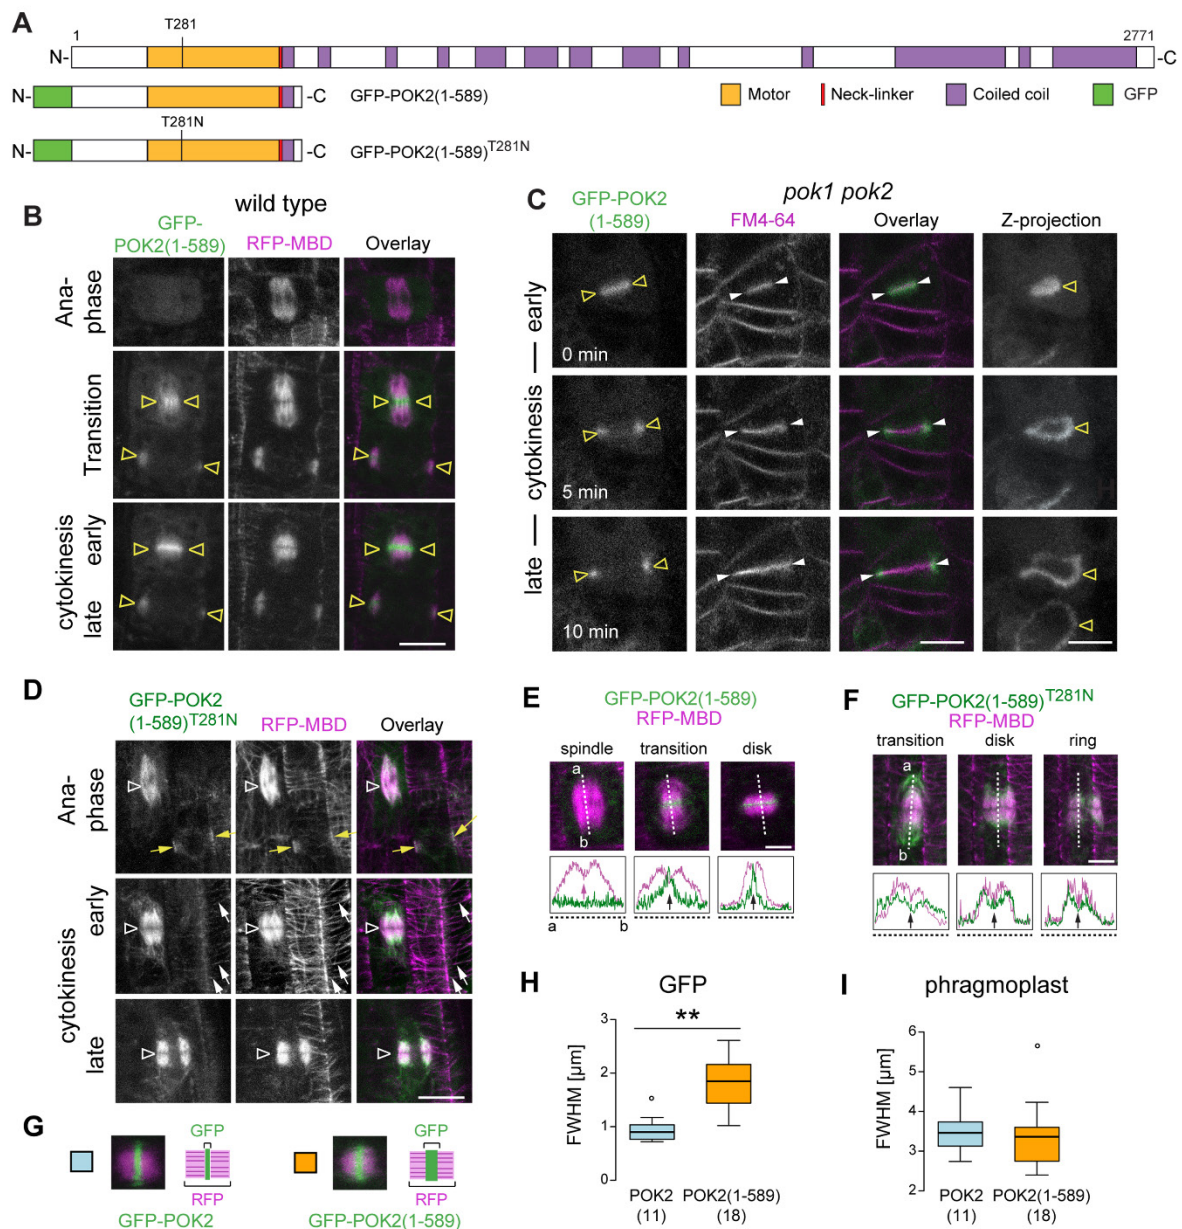 A
1
T281
2771
N-
-C
N-
-C
GFP-POK2(1-589)
Motor
Neck-linker
Coiled coil
GFP
T281N
N-
-C
GFP-POK2(1-589)T281N
B
wild type
GFP-
POK2(1-589)
RFP-MBD
Overlay
Ana-
phase
Transition
cytokinesis
early
late
C
pok1 pok2
GFP-POK2
(1-589)
FM4-64
Overlay
Z-projection
early
cytokinesis
late
0 min
5 min
10 min
D
GFP-POK2
(1-589)T281N
RFP-MBD
Overlay
Ana-
phase
cytokinesis
early
late
E
GFP-POK2(1-589)
RFP-MBD
spindle
transition
disk
a
b
a
b
F
GFP-POK2(1-589)T281N
RFP-MBD
transition
disk
ring
a
b
G
GFP
RFP
GFP-POK2
GFP
RFP
GFP-POK2(1-589)
H
GFP
**
FWHM [µm]
3
2
1
0
POK2
(11)
POK2(1-589)
(18)
I
phragmoplast
FWHM [µm]
6
5
4
3
2
POK2
(11)
POK2(1-589)
(18)